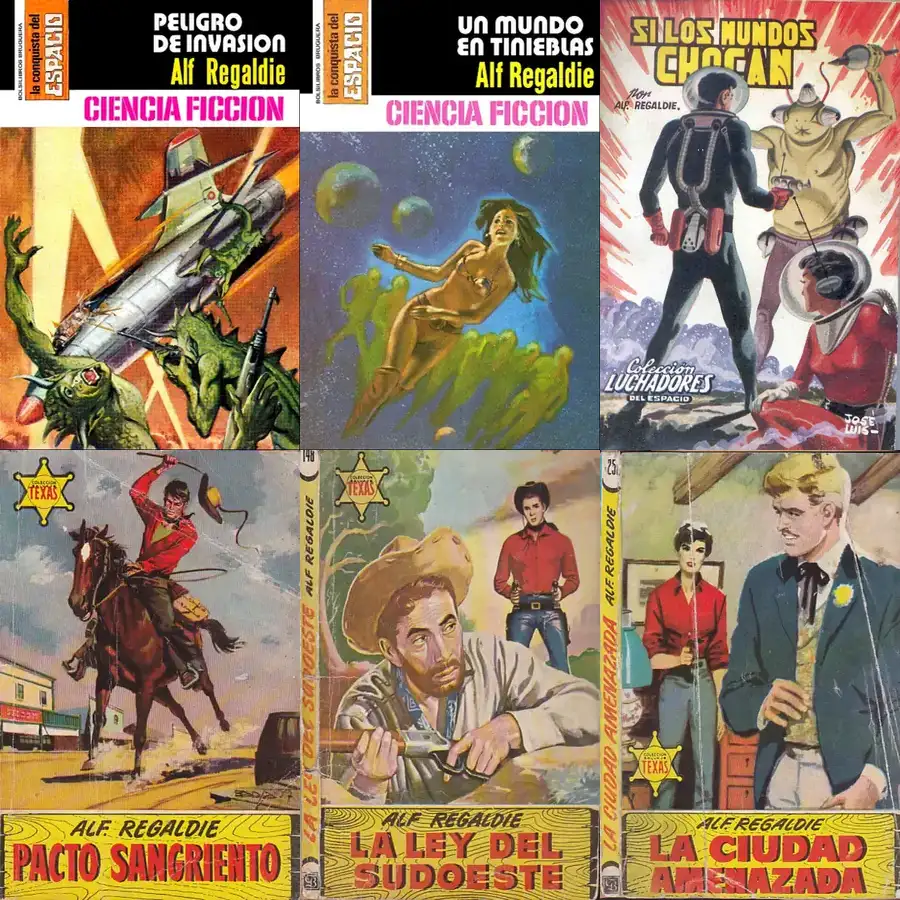 BOLSILIBROS BRUGUERA
la conquista del
ESPACIO
PELIGRO
DE INVASION
Alf Regaldie
CIENCIA FICCION
BOLSILIBROS BRUGUERA
la conquista del
ESPACIO
UN MUNDO
EN TINIEBLAS
Alf Regaldie
CIENCIA FICCION
SI LOS MUNDOS
CHOCAN
Por
ALF. REGALDIE.
Colección
LUCHADORES
DEL ESPACIO
JOSÉ
LUIS-
COLECCION
TEXAS
ALF. REGALDIE
PACTO SANGRIENTO
148
ALF. REGALDIE
LA LEY DEL SUDOESTE
COLECCION
TEXAS
ALF. REGALDIE
LA LEY DEL
SUDOESTE
ALF. REGALDIE
LA CIUDAD AMENAZADA
COLECCION
TEXAS
ALF. REGALDIE
LA CIUDAD
AMENAZADA